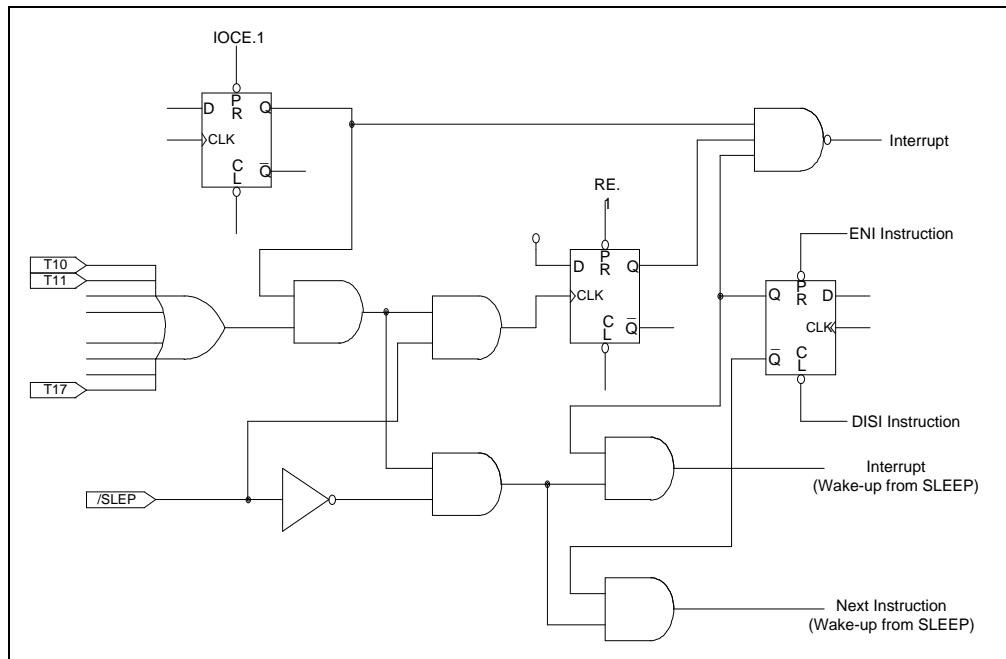 IOCE.1
D
P
R
Q
CLK
C
L
Q
Interrupt
RE.
1
D
P
R
Q
CLK
C
L
Q
ENI Instruction
Q
P
R
D
CLK
Q
C
L
DISI Instruction
T10
T11
T17
/SLEP
Interrupt
(Wake-up from SLEEP)
Next Instruction
(Wake-up from SLEEP)